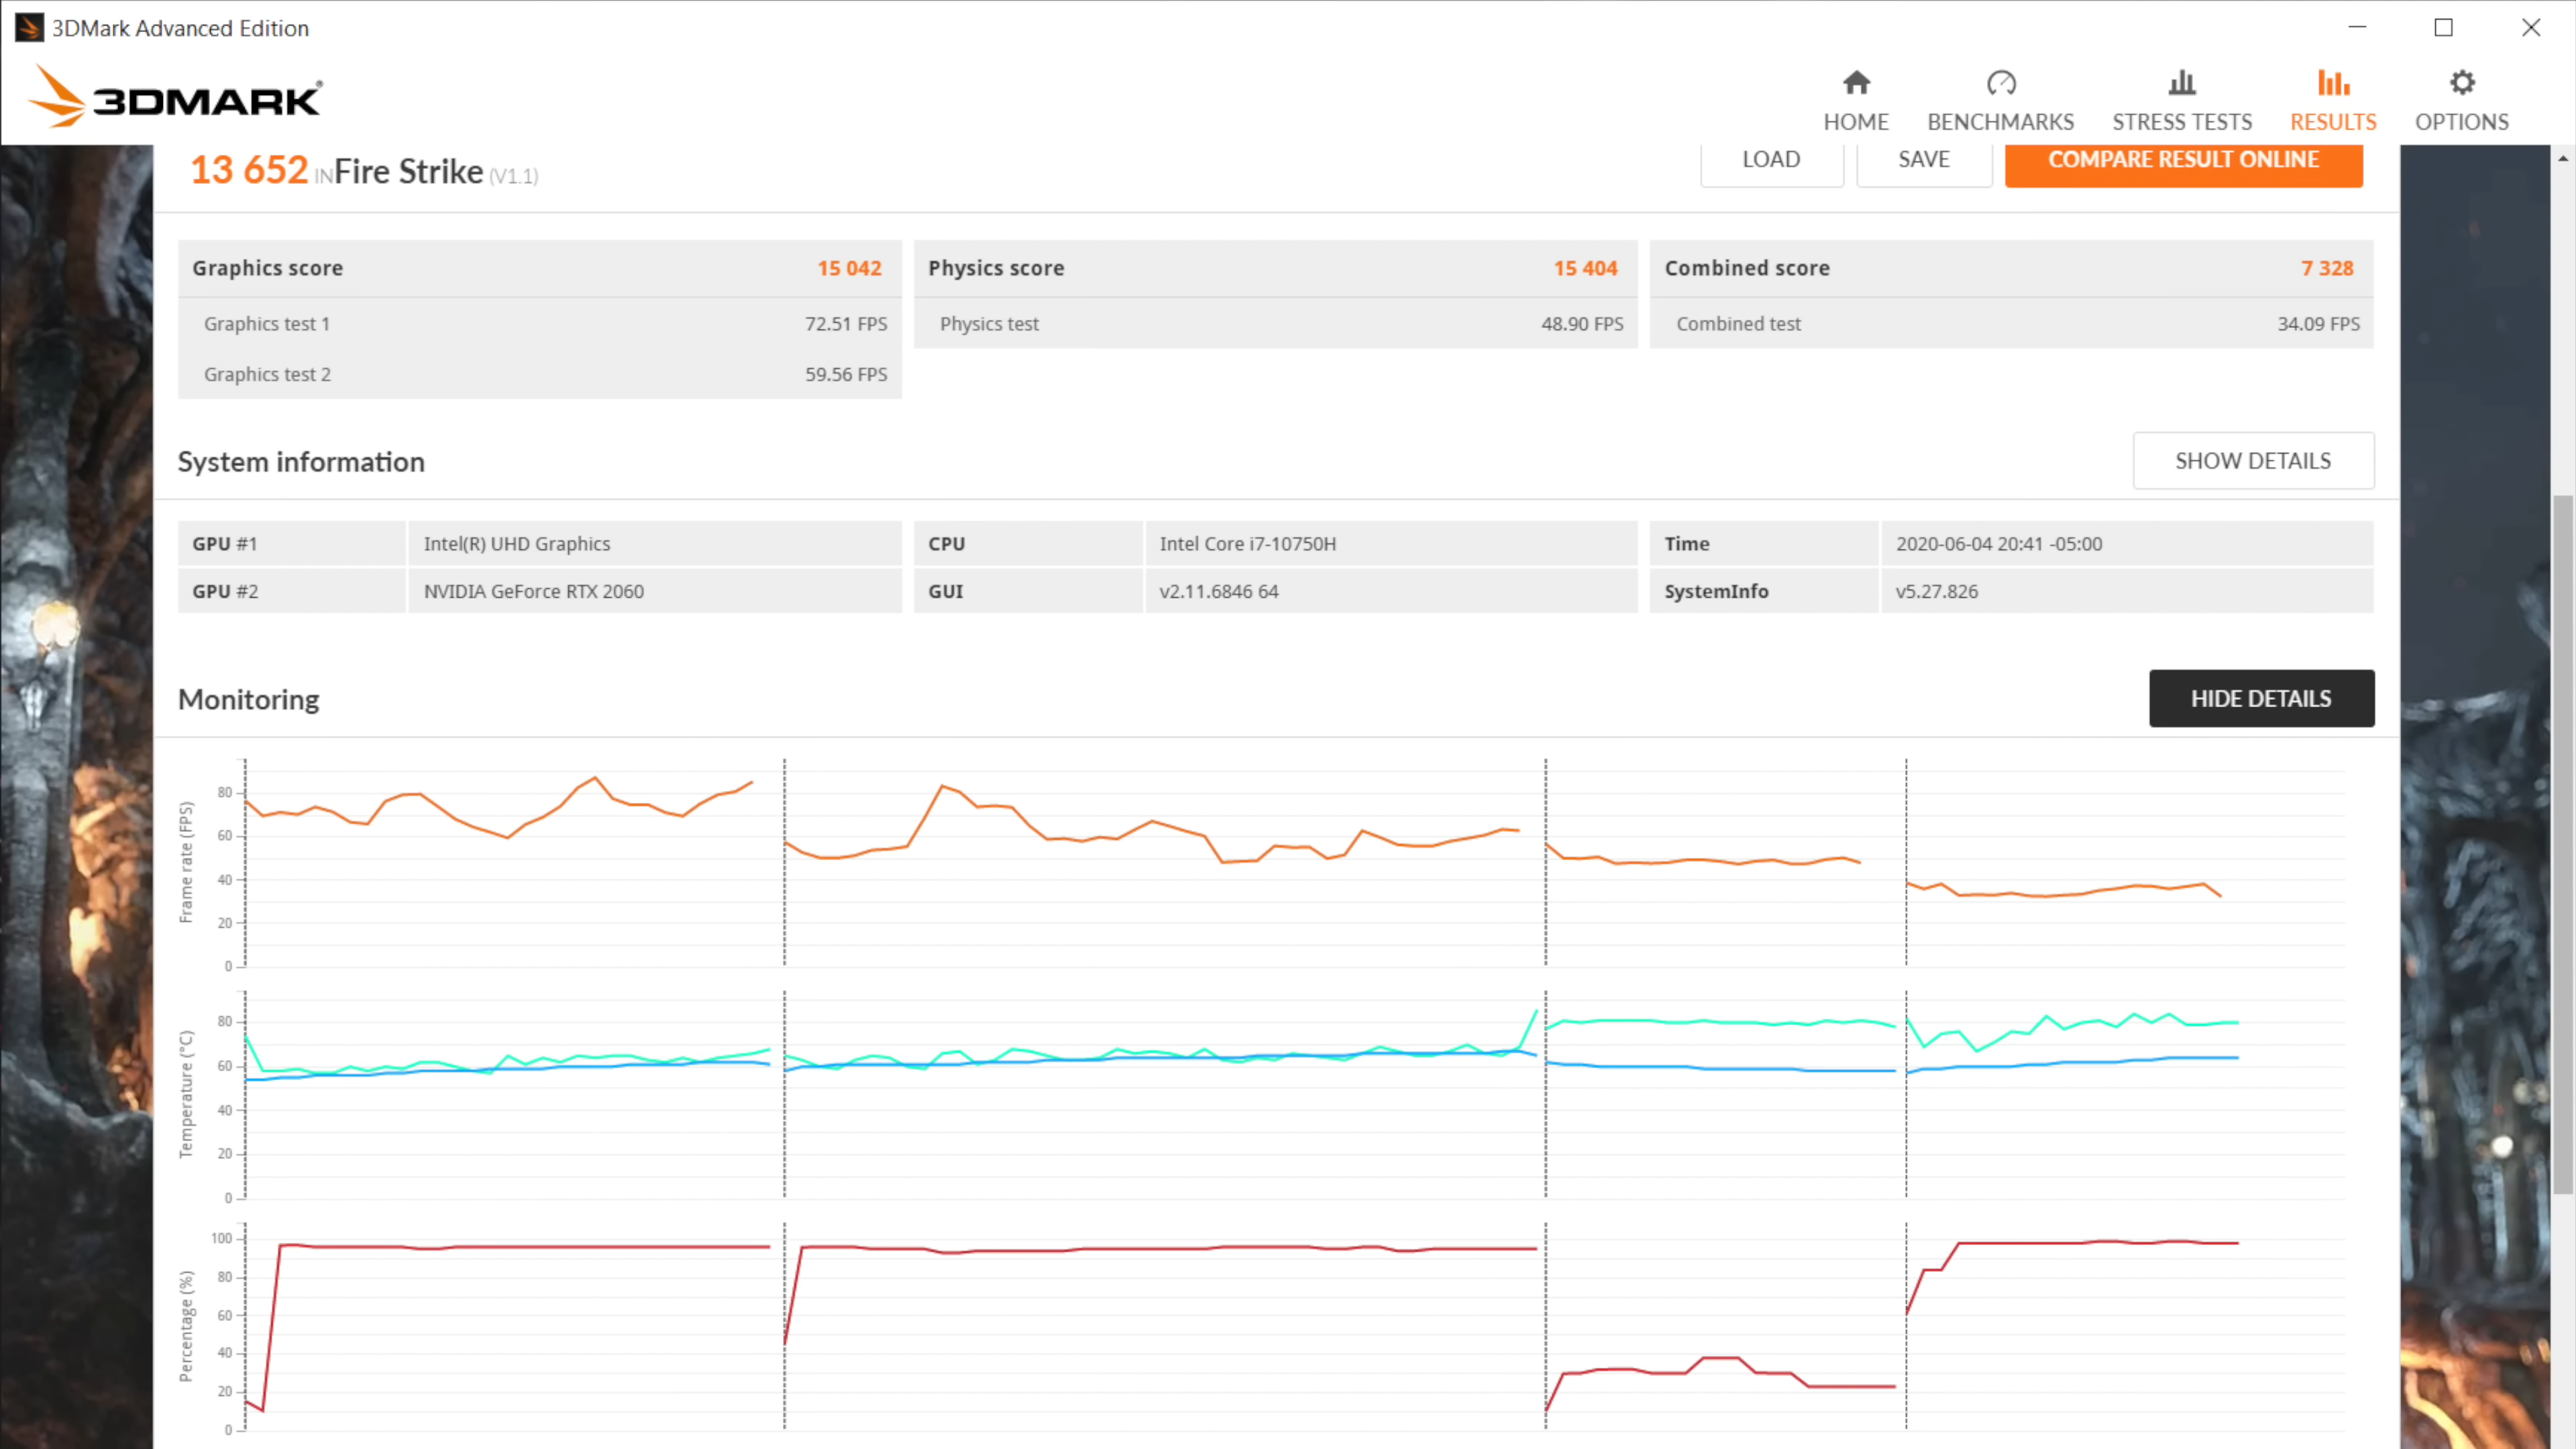 3DMark Advanced Edition
3DMARK®
HOME
BENCHMARKS
STRESS TESTS
RESULTS
OPTIONS
13 652 IN Fire Strike (V1.1)
LOAD
SAVE
COMPARE RESULT ONLINE
Graphics score 15 042
Graphics test 1 72.51 FPS
Graphics test 2 59.56 FPS
Physics score 15 404
Physics test 48.90 FPS
Combined score 7 328
Combined test 34.09 FPS
System information
SHOW DETAILS
GPU #1 Intel(R) UHD Graphics
GPU #2 NVIDIA GeForce RTX 2060
CPU Intel Core i7-10750H
GUI v2.11.6846 64
Time 2020-06-04 20:41 -05:00
SystemInfo v5.27.826
Monitoring
HIDE DETAILS
Frame rate (FPS)
80
60
40
20
0
Temperature (°C)
80
60
40
20
0
Percentage (%)
100
80
60
40
20
0